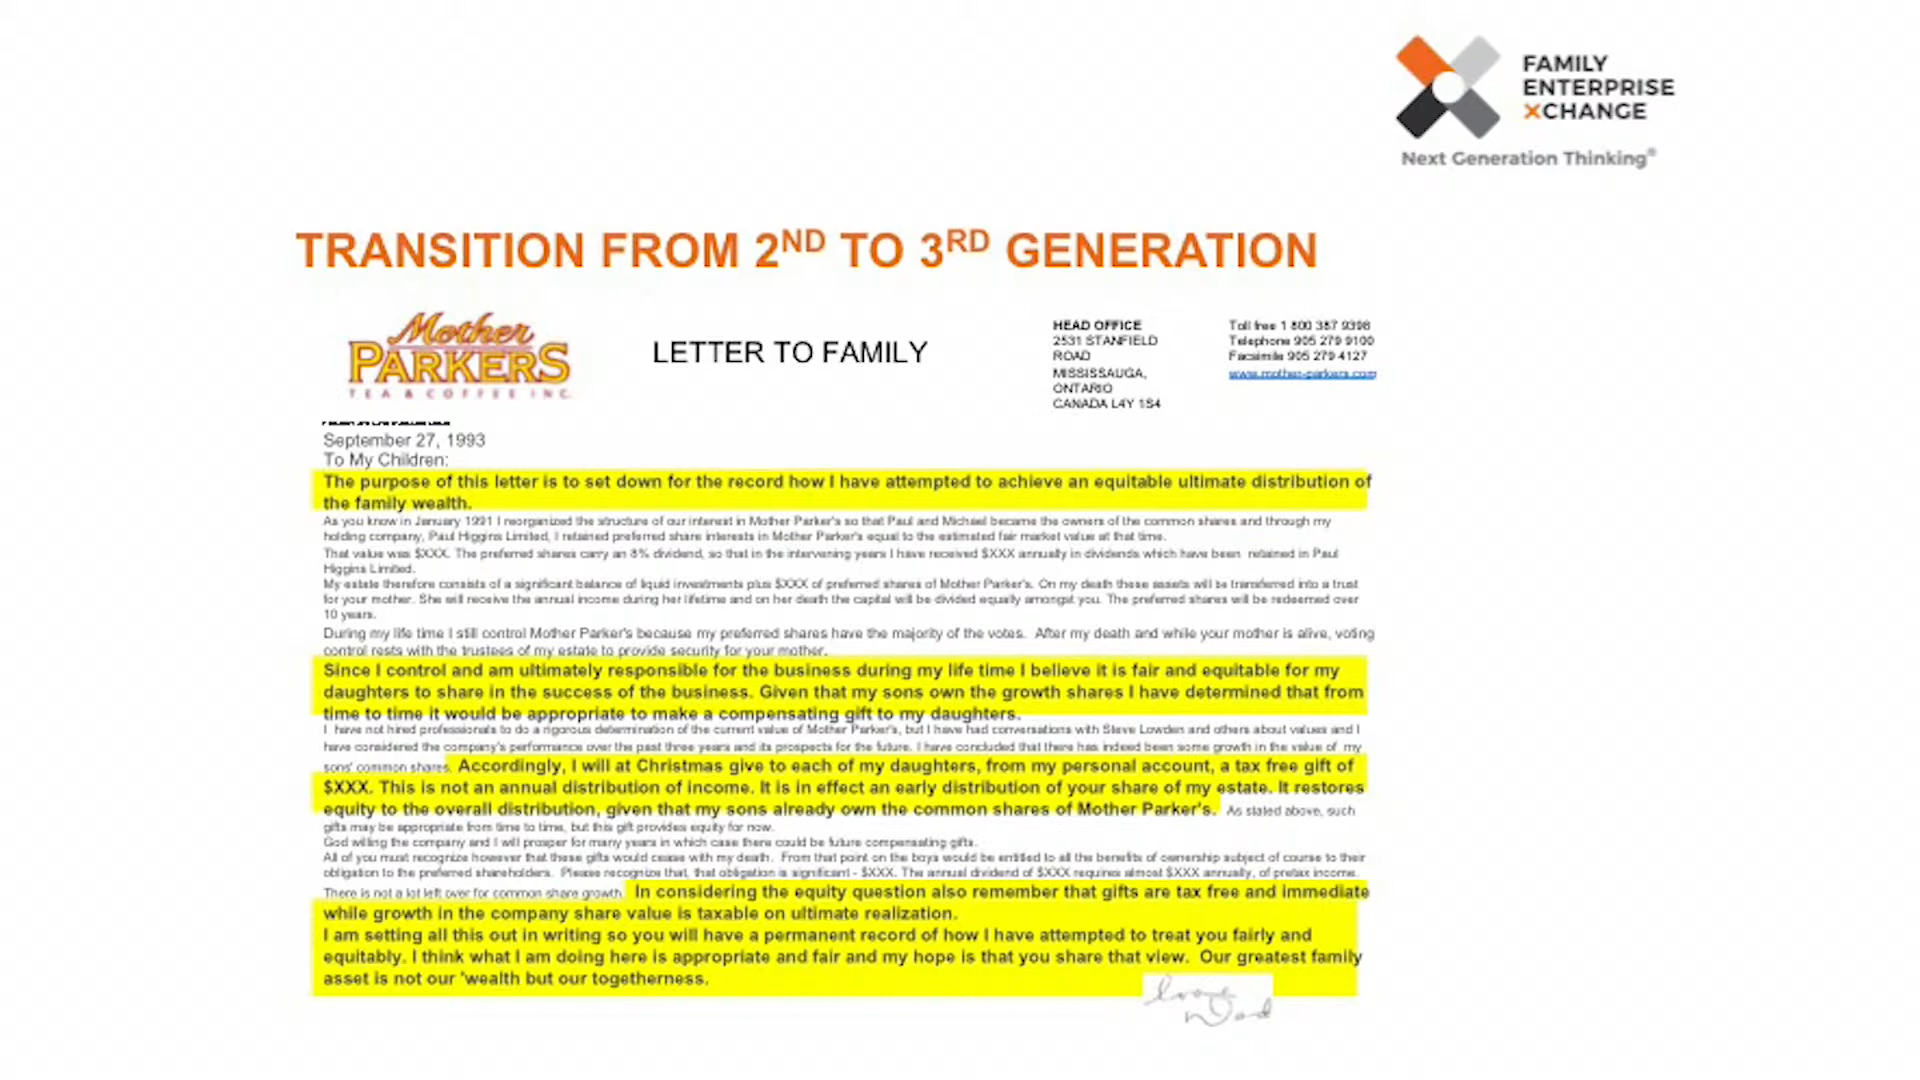 FAMILY
ENTERPRISE
XCHANGE
Next Generation Thinking®
TRANSITION FROM 2ND TO 3RD GENERATION
Mother
PARKERS
TEA & COFFEE INC.
LETTER TO FAMILY
HEAD OFFICE
2531 STANFIELD
ROAD
MISSISSAUGA,
ONTARIO
CANADA L4Y 1S4
Toll free 1 800 387 9398
Telephone 905 279 9100
Facsimile 905 279 4127
www.mother-parkers.com
September 27, 1993
To My Children:
The purpose of this letter is to set down for the record how I have attempted to achieve an equitable ultimate distribution of
the family wealth.
As you know in January 1991 I reorganized the structure of our interest in Mother Parker's so that Paul and Michael became the owners of the common shares and through my
holding company, Paul Higgins Limited, I retained preferred share interests in Mother Parker's equal to the estimated fair market value at that time.
That value was $XXX. The preferred shares carry an 8% dividend, so that in the intervening years I have received $XXX annually in dividends which have been retained in Paul
Higgins Limited.
My estate therefore consists of a significant balance of liquid investments plus $XXX of preferred shares of Mother Parker's. On my death these assets will be transferred into a trust
for your mother. She will receive the annual income during her lifetime and on her death the capital will be divided equally amongst you. The preferred shares will be redeemed over
10 years.
During my life time I still control Mother Parker's because my preferred shares have the majority of the votes. After my death and while your mother is alive, voting
control rests with the trustees of my estate to provide security for your mother.
Since I control and am ultimately responsible for the business during my life time I believe it is fair and equitable for my
daughters to share in the success of the business. Given that my sons own the growth shares I have determined that from
time to time it would be appropriate to make a compensating gift to my daughters.
I have not hired professionals to do a rigorous determination of the current value of Mother Parker's, but I have had conversations with Steve Lowden and others about values and I
have considered the company's performance over the past three years and its prospects for the future. I have concluded that there has indeed been some growth in the value of my
sons' common shares. Accordingly, I will at Christmas give to each of my daughters, from my personal account, a tax free gift of
$XXX. This is not an annual distribution of income. It is in effect an early distribution of your share of my estate. It restores
equity to the overall distribution, given that my sons already own the common shares of Mother Parker's. As stated above, such
gifts may be appropriate from time to time, but this gift provides equity for now.
God willing the company and I will prosper for many years in which case there could be future compensating gifts.
All of you must recognize however that these gifts would cease with my death. From that point on the boys would be entitled to all the benefits of ownership subject of course to their
obligation to the preferred shareholders. Please recognize that, that obligation is significant - $XXX. The annual dividend of $XXX requires almost $XXX annually, of pretax income.
There is not a lot left over for common share growth. In considering the equity question also remember that gifts are tax free and immediate
while growth in the company share value is taxable on ultimate realization.
I am setting all this out in writing so you will have a permanent record of how I have attempted to treat you fairly and
equitably. I think what I am doing here is appropriate and fair and my hope is that you share that view. Our greatest family
asset is not our 'wealth but our togetherness.
Love
Dad